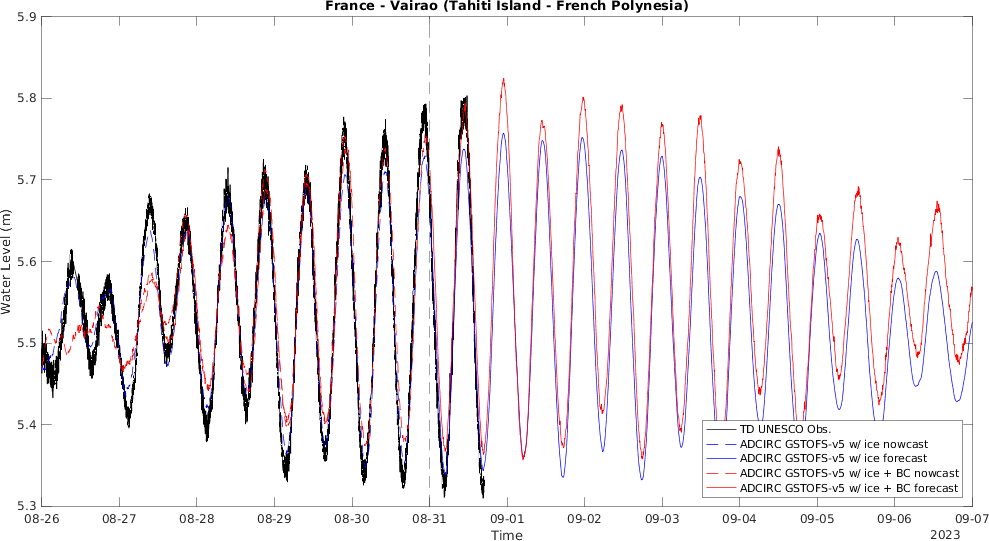 France - Vairao (Tahiti Island - French Polynesia)
5.9
5.8
5.7
5.6
5.5
5.4
5.3
Water Level (m)
TD UNESCO Obs.
ADCIRC GSTOFS-v5 w/ ice nowcast
ADCIRC GSTOFS-v5 w/ ice forecast
ADCIRC GSTOFS-v5 w/ ice + BC nowcast
ADCIRC GSTOFS-v5 w/ ice + BC forecast
08-26 08-27 08-28 08-29 08-30 08-31 09-01 09-02 09-03 09-04 09-05 09-06 09-07
Time
2023